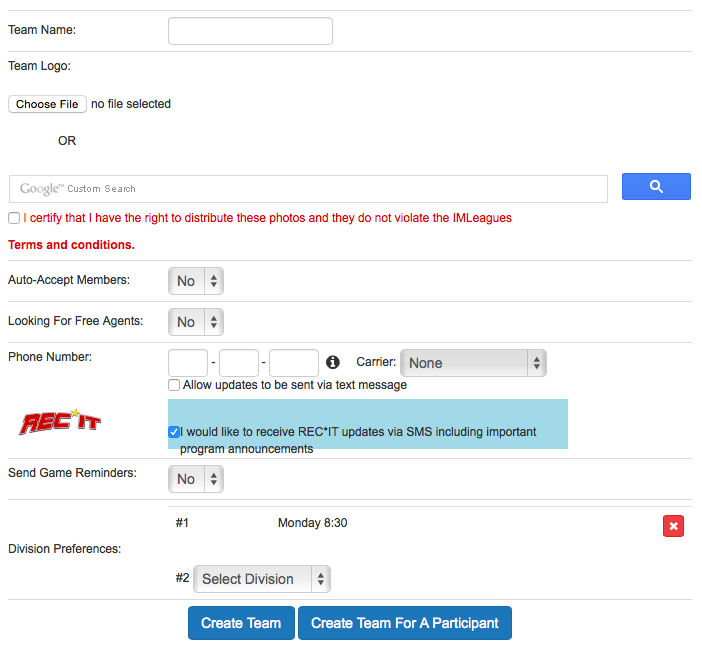 Team Name:
Team Logo:
Choose File no file selected
OR
Google™ Custom Search
I certify that I have the right to distribute these photos and they do not violate the IMLeagues
Terms and conditions.
Auto-Accept Members: No
Looking For Free Agents: No
Phone Number: - - Carrier: None
Allow updates to be sent via text message
REC*IT
I would like to receive REC*IT updates via SMS including important
program announcements
Send Game Reminders: No
#1 Monday 8:30
Division Preferences:
#2 Select Division
Create Team Create Team For A Participant